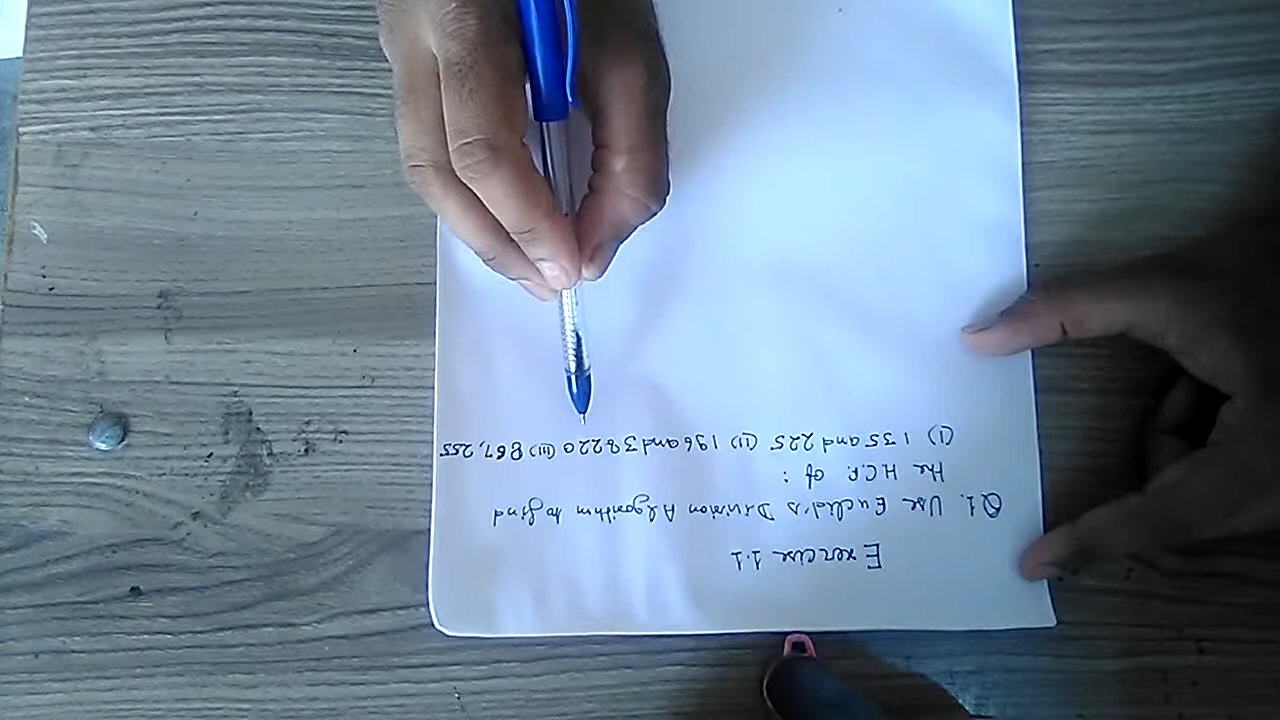 Exercise 1.1
Q1. Use Euclid's Division Algorithm to find
the H.C.F. of :
(i) 135 and 225 (ii) 196 and 38220 (iii) 867, 255